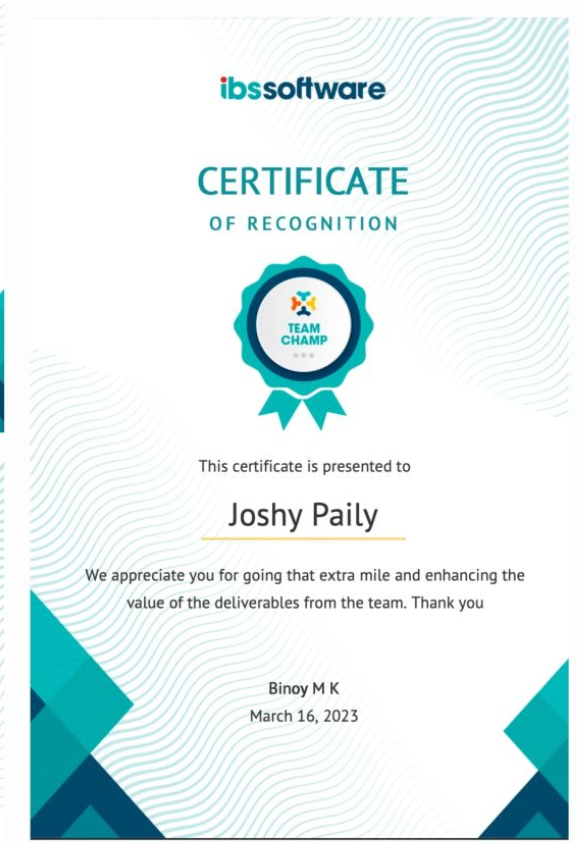 ibssoftware
CERTIFICATE
OF RECOGNITION
TEAM
CHAMP
This certificate is presented to
Joshy Paily
We appreciate you for going that extra mile and enhancing the
value of the deliverables from the team. Thank you
Binoy M K
March 16, 2023